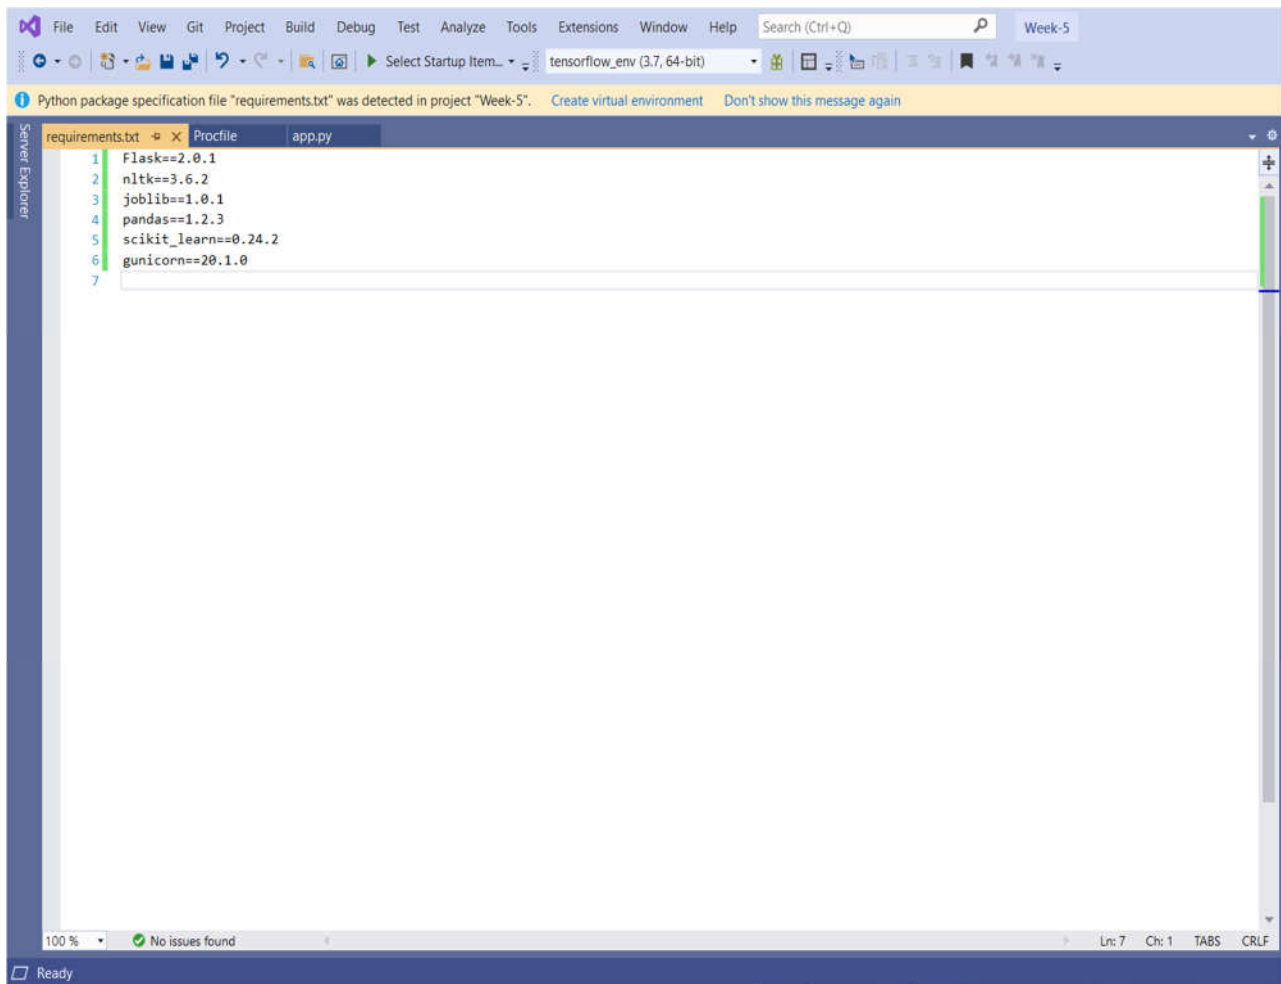 File Edit View Git Project Build Debug Test Analyze Tools Extensions Window Help Search (Ctrl+Q) Week-5
Select Startup Item... tensorflow_env (3.7, 64-bit)
Python package specification file "requirements.txt" was detected in project "Week-5". Create virtual environment Don't show this message again
Server Explorer
requirements.txt Procfile app.py
1 Flask==2.0.1
2 nltk==3.6.2
3 joblib==1.0.1
4 pandas==1.2.3
5 scikit_learn==0.24.2
6 gunicorn==20.1.0
7
100 % No issues found Ln: 7 Ch: 1 TABS CRLF
Ready